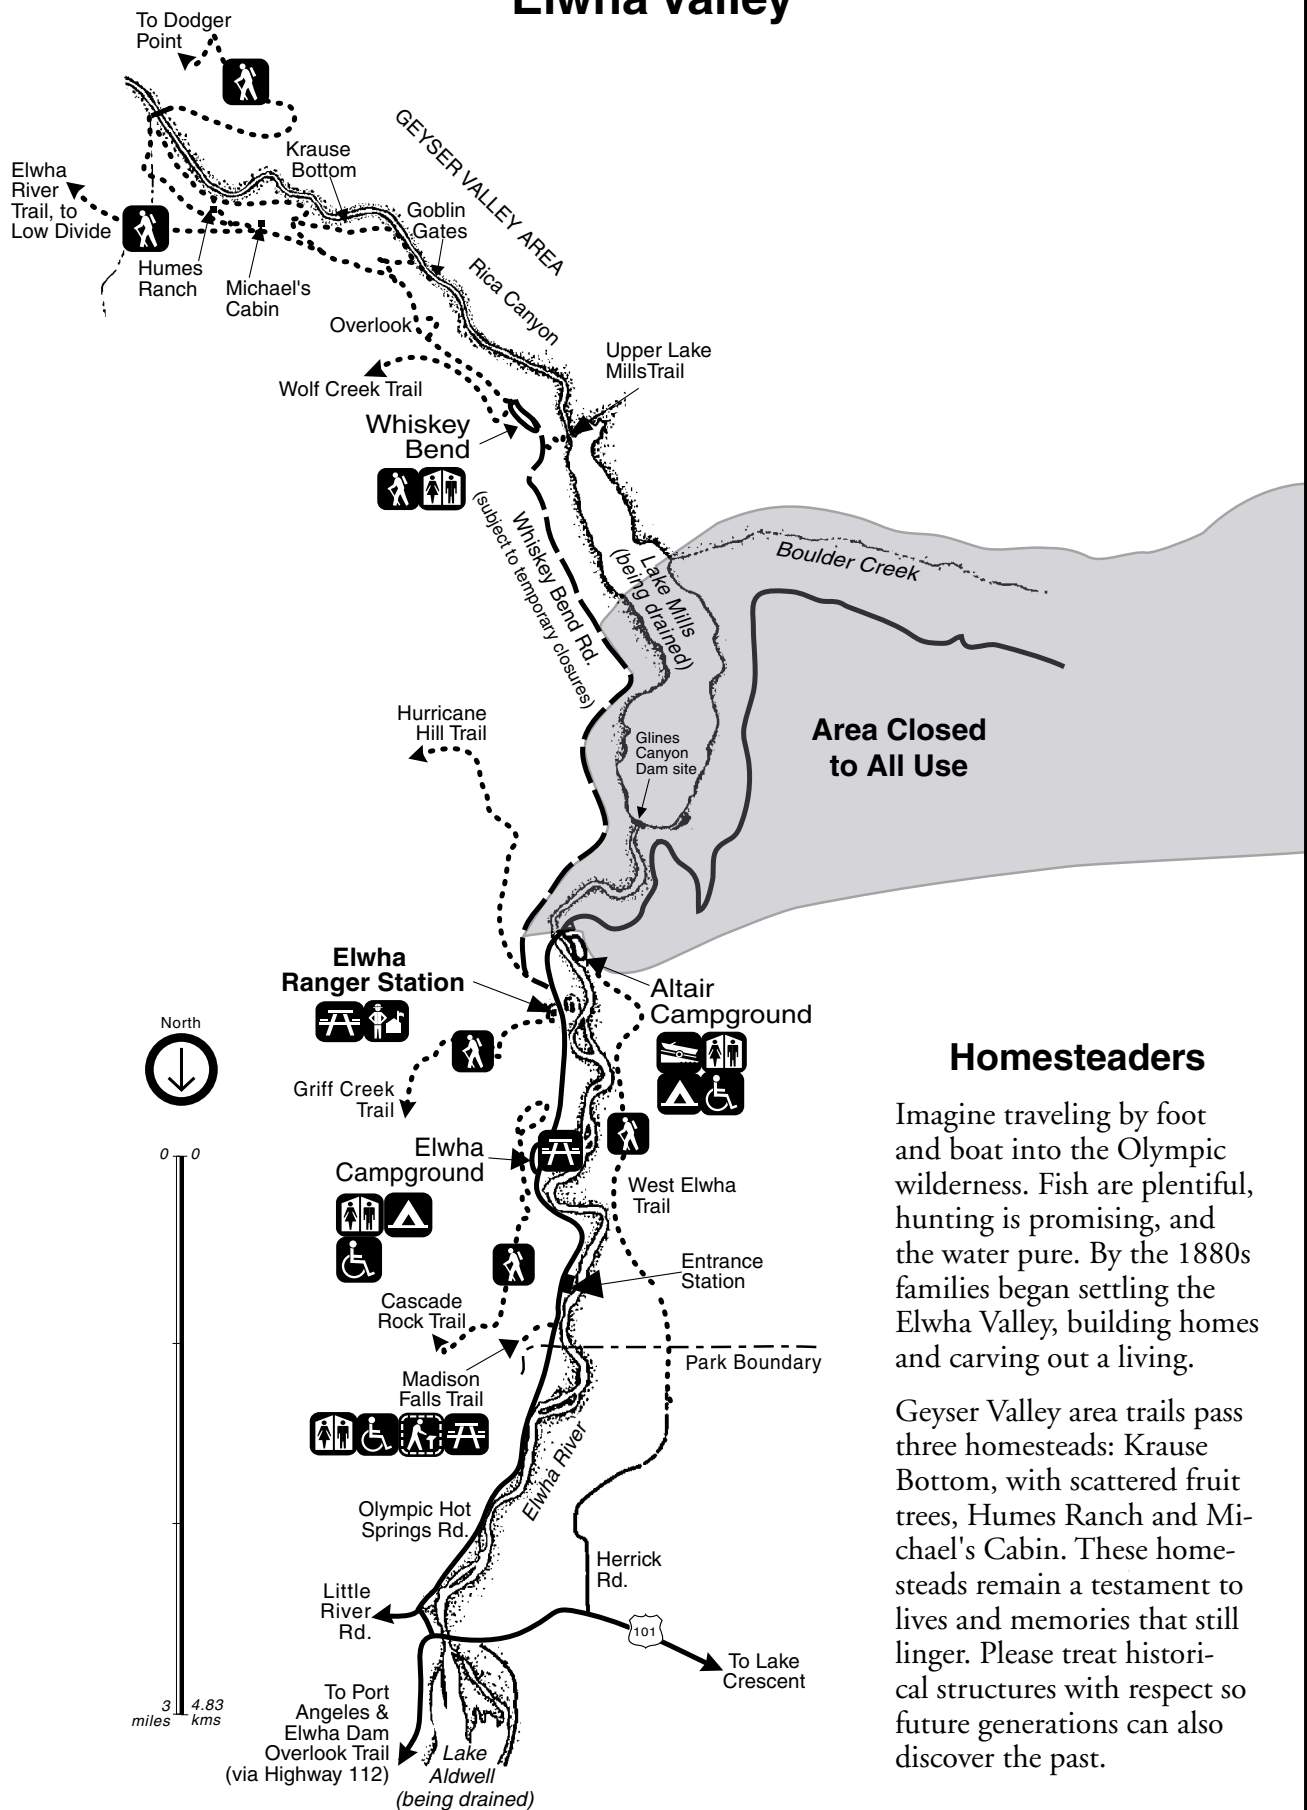 Elwha Valley
To Dodger
Point
GEYSER VALLEY AREA
Krause
Bottom
Elwha
River
Trail, to
Low Divide
Goblin
Gates
Humes
Ranch
Michael's
Cabin
Rica Canyon
Overlook
Upper Lake
MillsTrail
Wolf Creek Trail
Whiskey
Bend
Whiskey Bend Rd.
(subject to temporary closures)
Lake Mills
(being drained)
Boulder Creek
Hurricane
Hill Trail
Area Closed
to All Use
Glines
Canyon
Dam site
Elwha
Ranger Station
Altair
Campground
North
Griff Creek
Trail
Elwha
Campground
West Elwha
Trail
0 0
Entrance
Station
Cascade
Rock Trail
Park Boundary
Madison
Falls Trail
Elwha River
Olympic Hot
Springs Rd.
Herrick
Rd.
Little
River
Rd.
101
To Lake
Crescent
3 4.83
miles kms
To Port
Angeles &
Elwha Dam
Overlook Trail
(via Highway 112)
Lake
Aldwell
(being drained)
Homesteaders
Imagine traveling by foot
and boat into the Olympic
wilderness. Fish are plentiful,
hunting is promising, and
the water pure. By the 1880s
families began settling the
Elwha Valley, building homes
and carving out a living.
Geyser Valley area trails pass
three homesteads: Krause
Bottom, with scattered fruit
trees, Humes Ranch and Mi-
chael's Cabin. These home-
steads remain a testament to
lives and memories that still
linger. Please treat histori-
cal structures with respect so
future generations can also
discover the past.